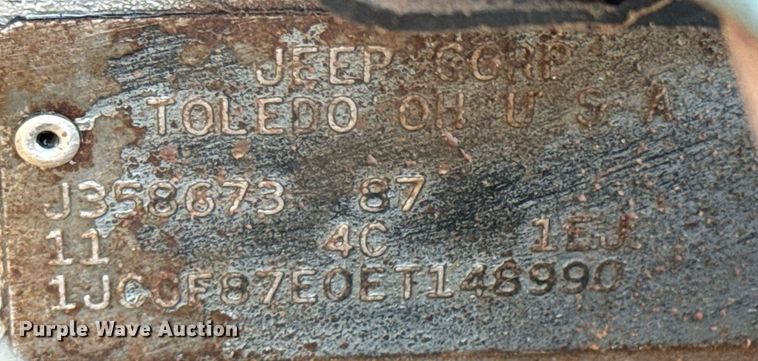 JEEP CORP
TOLEDO OH U S A
J358673 87
11 4C 1EJ
1JCCF87E0ET148990
Purple Wave Auction